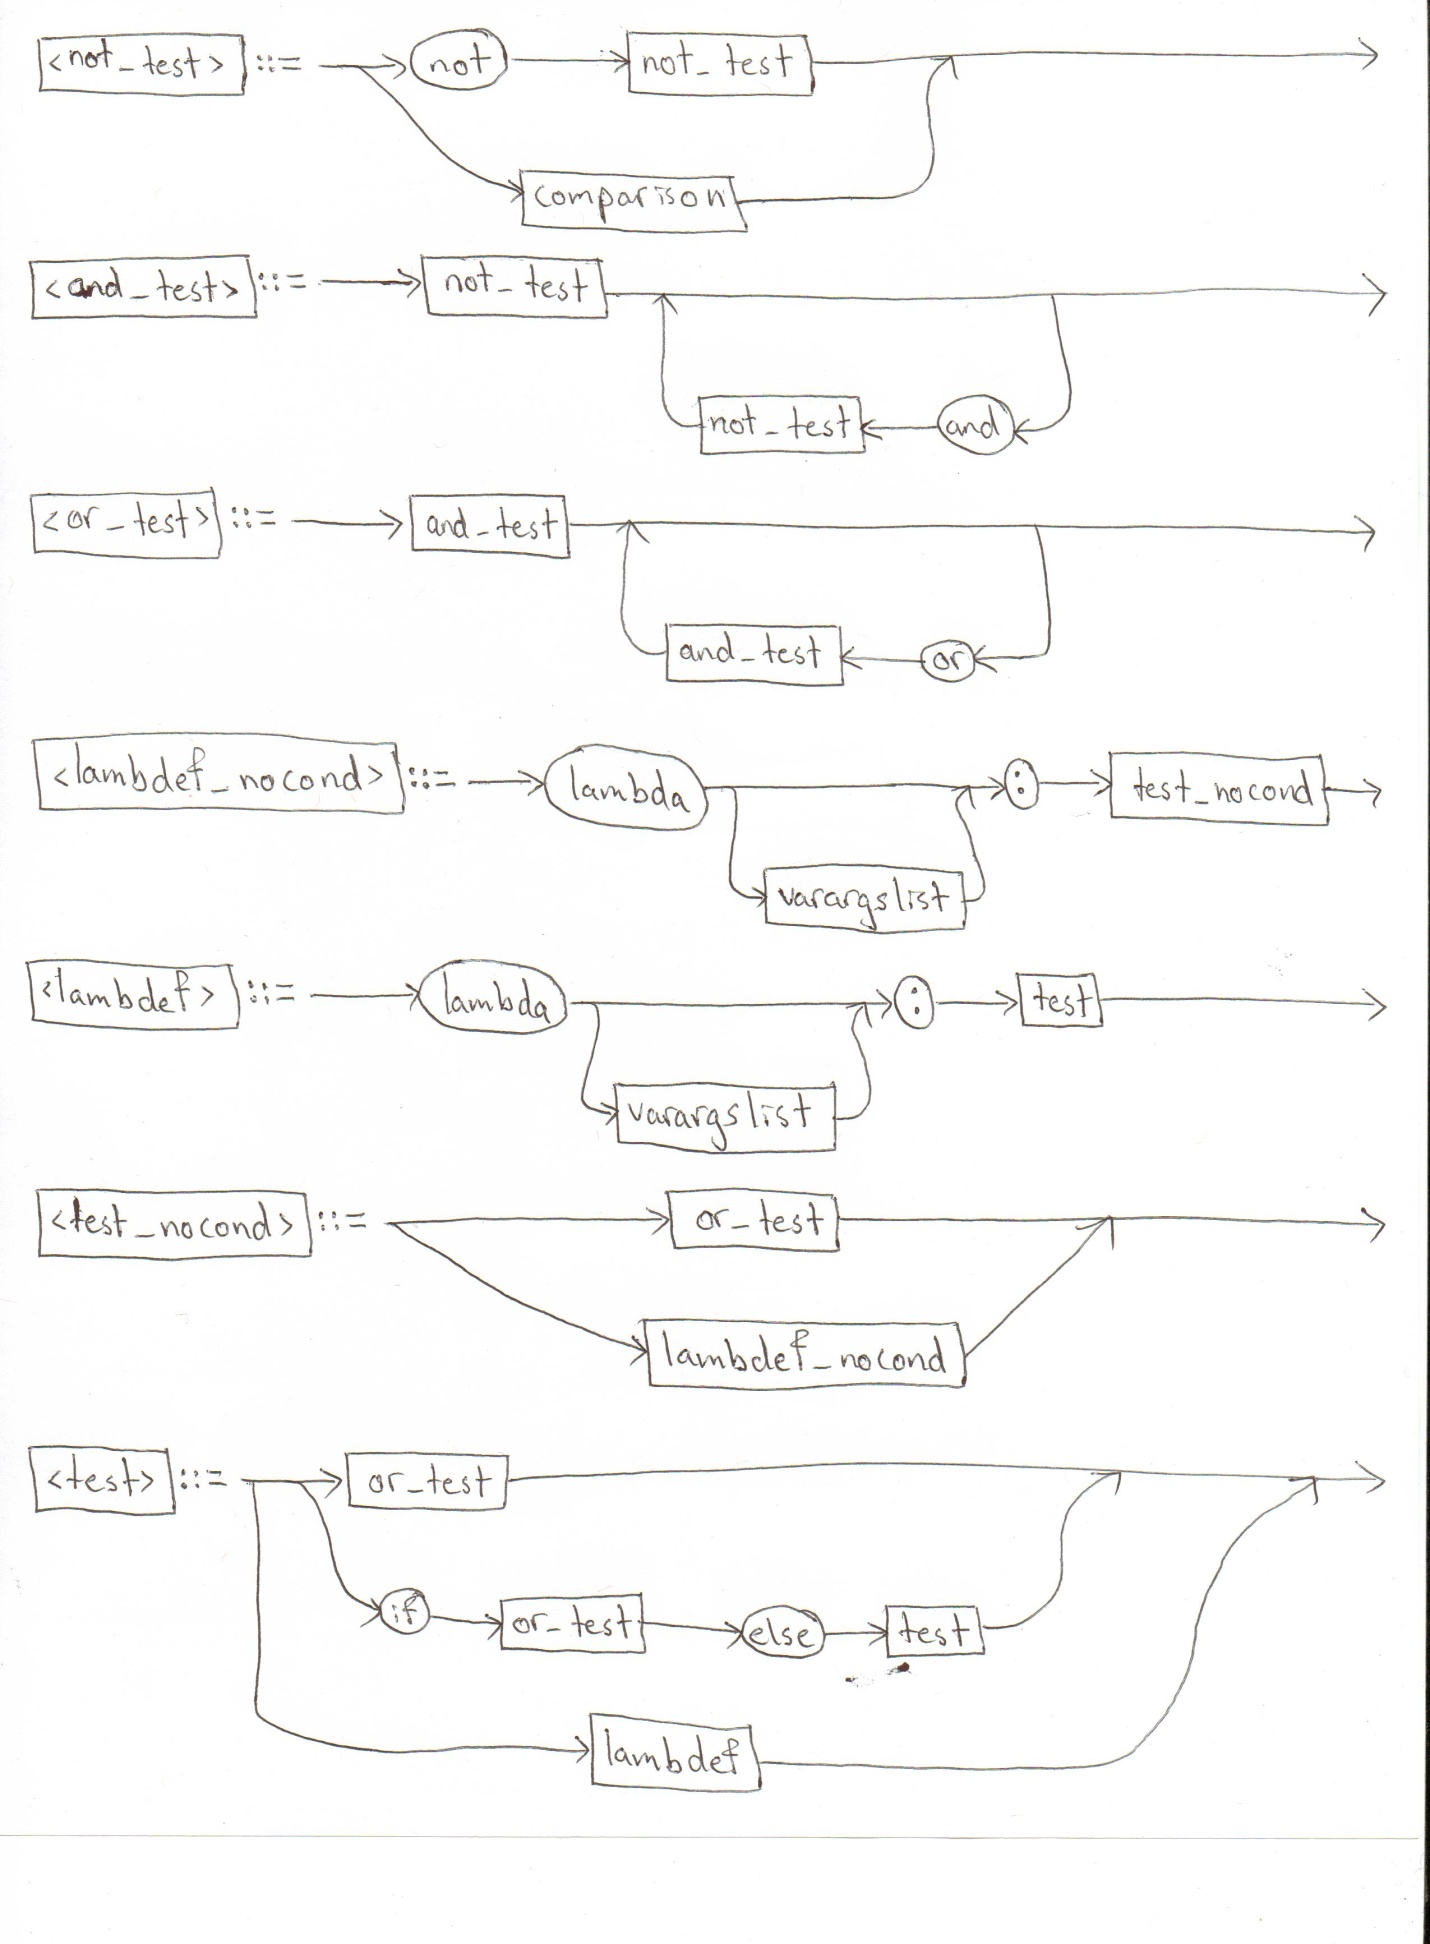 <not_test> ::= not not_test
comparison
<and_test> ::= not_test
not_test and
<or_test> ::= and_test
and_test or
<lambdef_nocond> ::= lambda : test_nocond
varargslist
<lambdef> ::= lambda : test
varargslist
<test_nocond> ::= or_test
lambdef_nocond
<test> ::= or_test
if or_test else test
lambdef